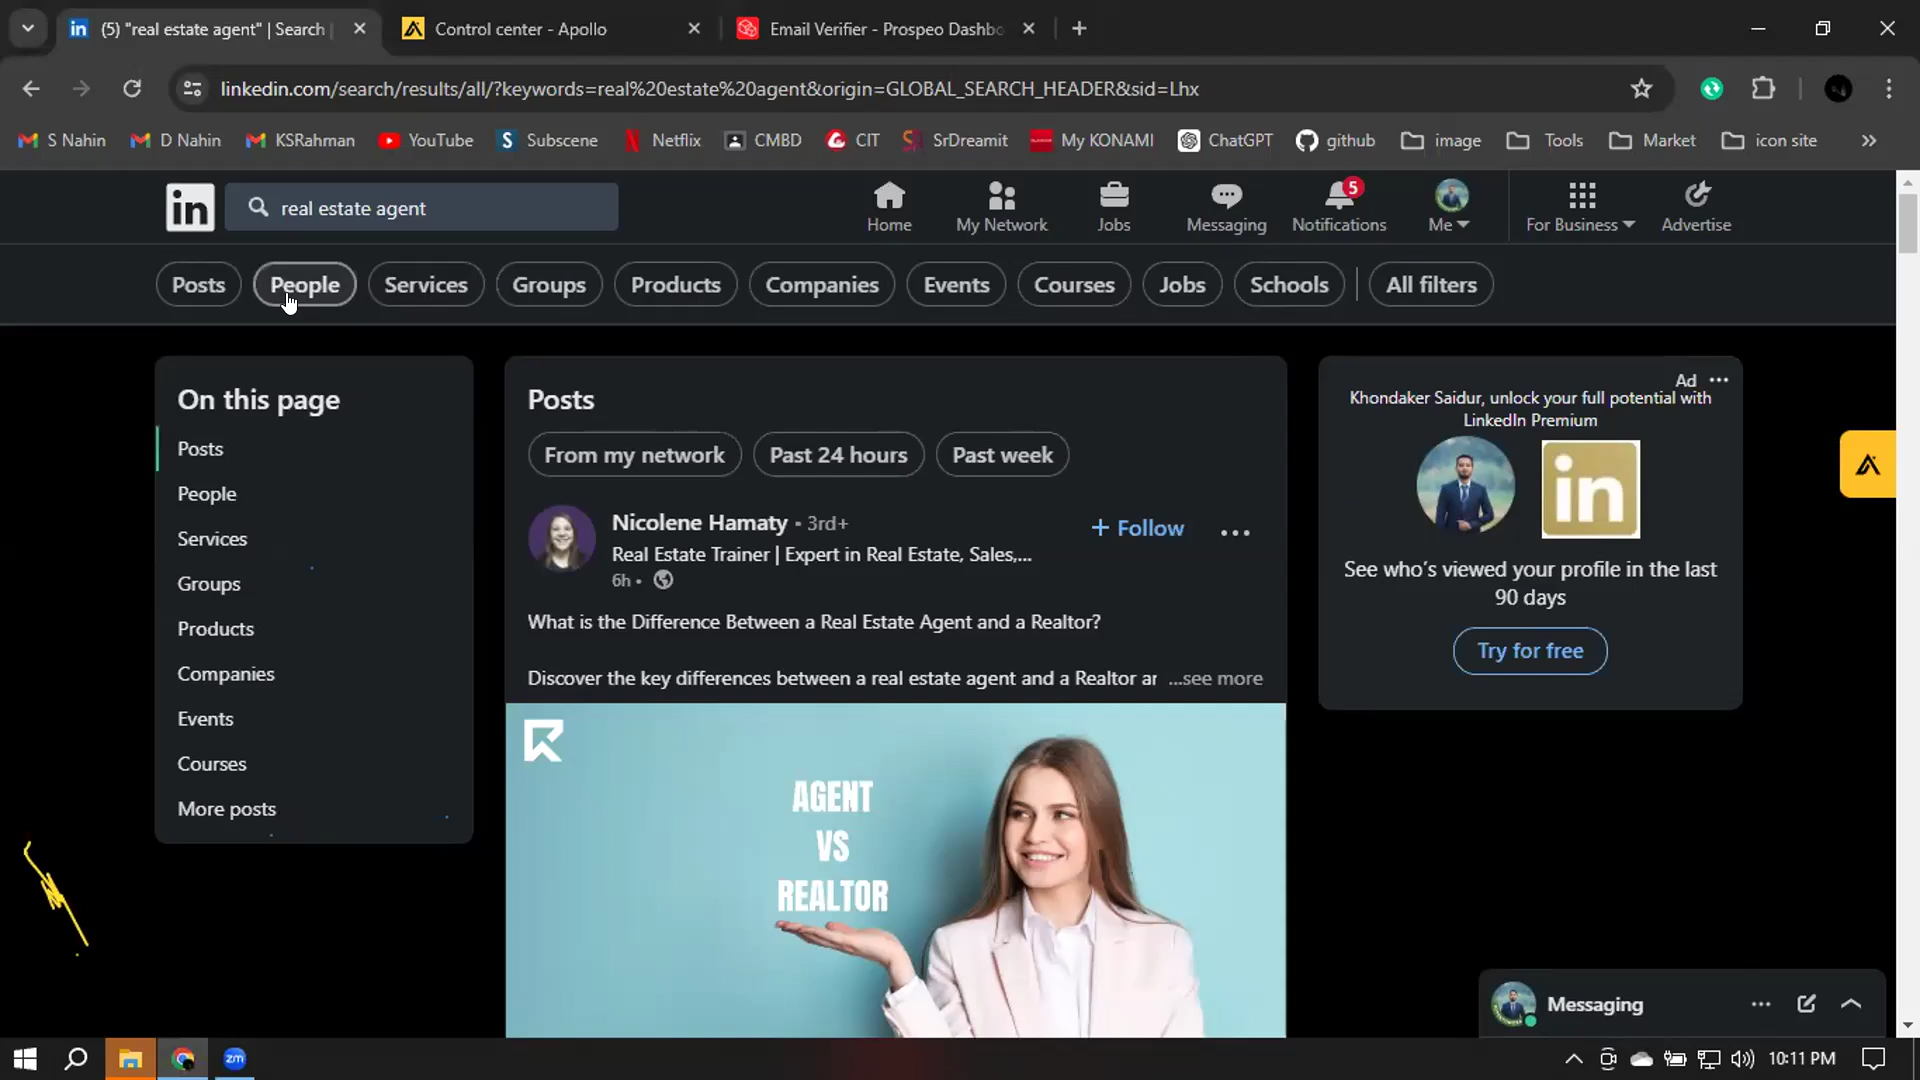 (5) "real estate agent" | Search
Control center - Apollo
Email Verifier - Prospeo Dashbo
linkedin.com/search/results/all/?keywords=real%20estate%20agent&origin=GLOBAL_SEARCH_HEADER&sid=Lhx
S Nahin
D Nahin
KSRahman
YouTube
Subscene
Netflix
CMBD
CIT
SrDreamit
My KONAMI
ChatGPT
github
image
Tools
Market
icon site
in
real estate agent
Home
My Network
Jobs
Messaging
5
Notifications
Me
For Business
Advertise
Posts
People
Services
Groups
Products
Companies
Events
Courses
Jobs
Schools
All filters
On this page
Posts
People
Services
Groups
Products
Companies
Events
Courses
More posts
Posts
From my network
Past 24 hours
Past week
Nicolene Hamaty • 3rd+
Real Estate Trainer | Expert in Real Estate, Sales,...
6h •
+ Follow
What is the Difference Between a Real Estate Agent and a Realtor?
Discover the key differences between a real estate agent and a Realtor ar ...see more
AGENT
VS
REALTOR
Ad
Khondaker Saidur, unlock your full potential with
LinkedIn Premium
in
See who's viewed your profile in the last
90 days
Try for free
Messaging
zm
10:11 PM